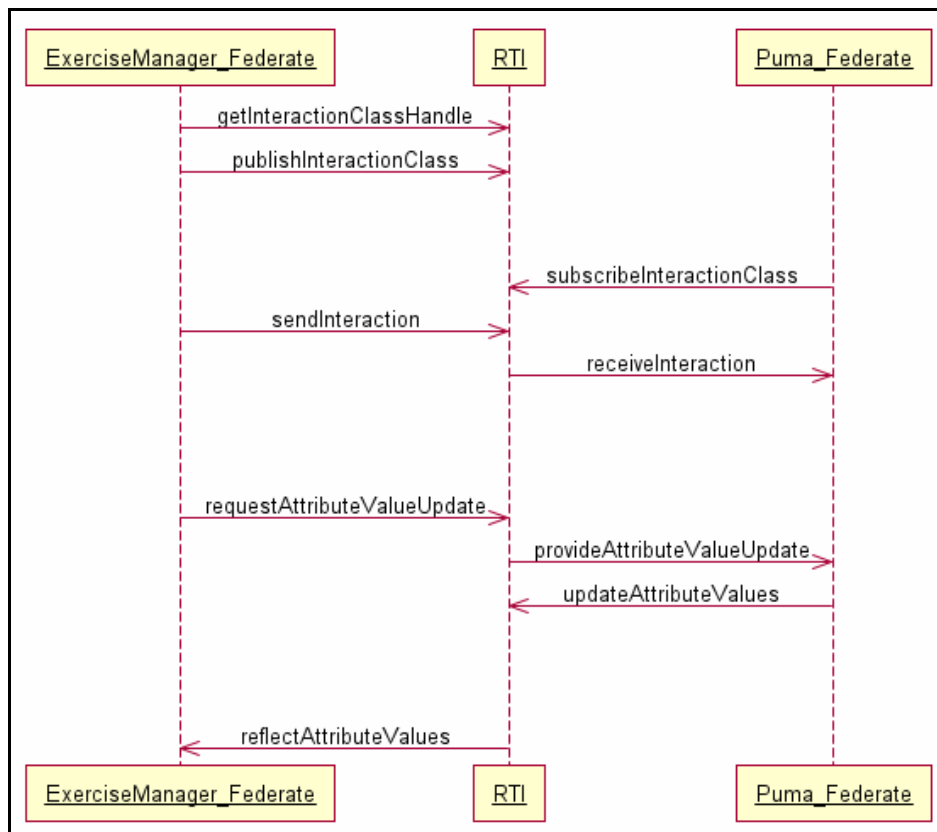 ExerciseManager_Federate
RTI
Puma_Federate
getInteractionClassHandle
publishInteractionClass
subscribeInteractionClass
sendInteraction
receiveInteraction
requestAttributeValueUpdate
provideAttributeValueUpdate
updateAttributeValues
reflectAttributeValues
ExerciseManager_Federate
RTI
Puma_Federate